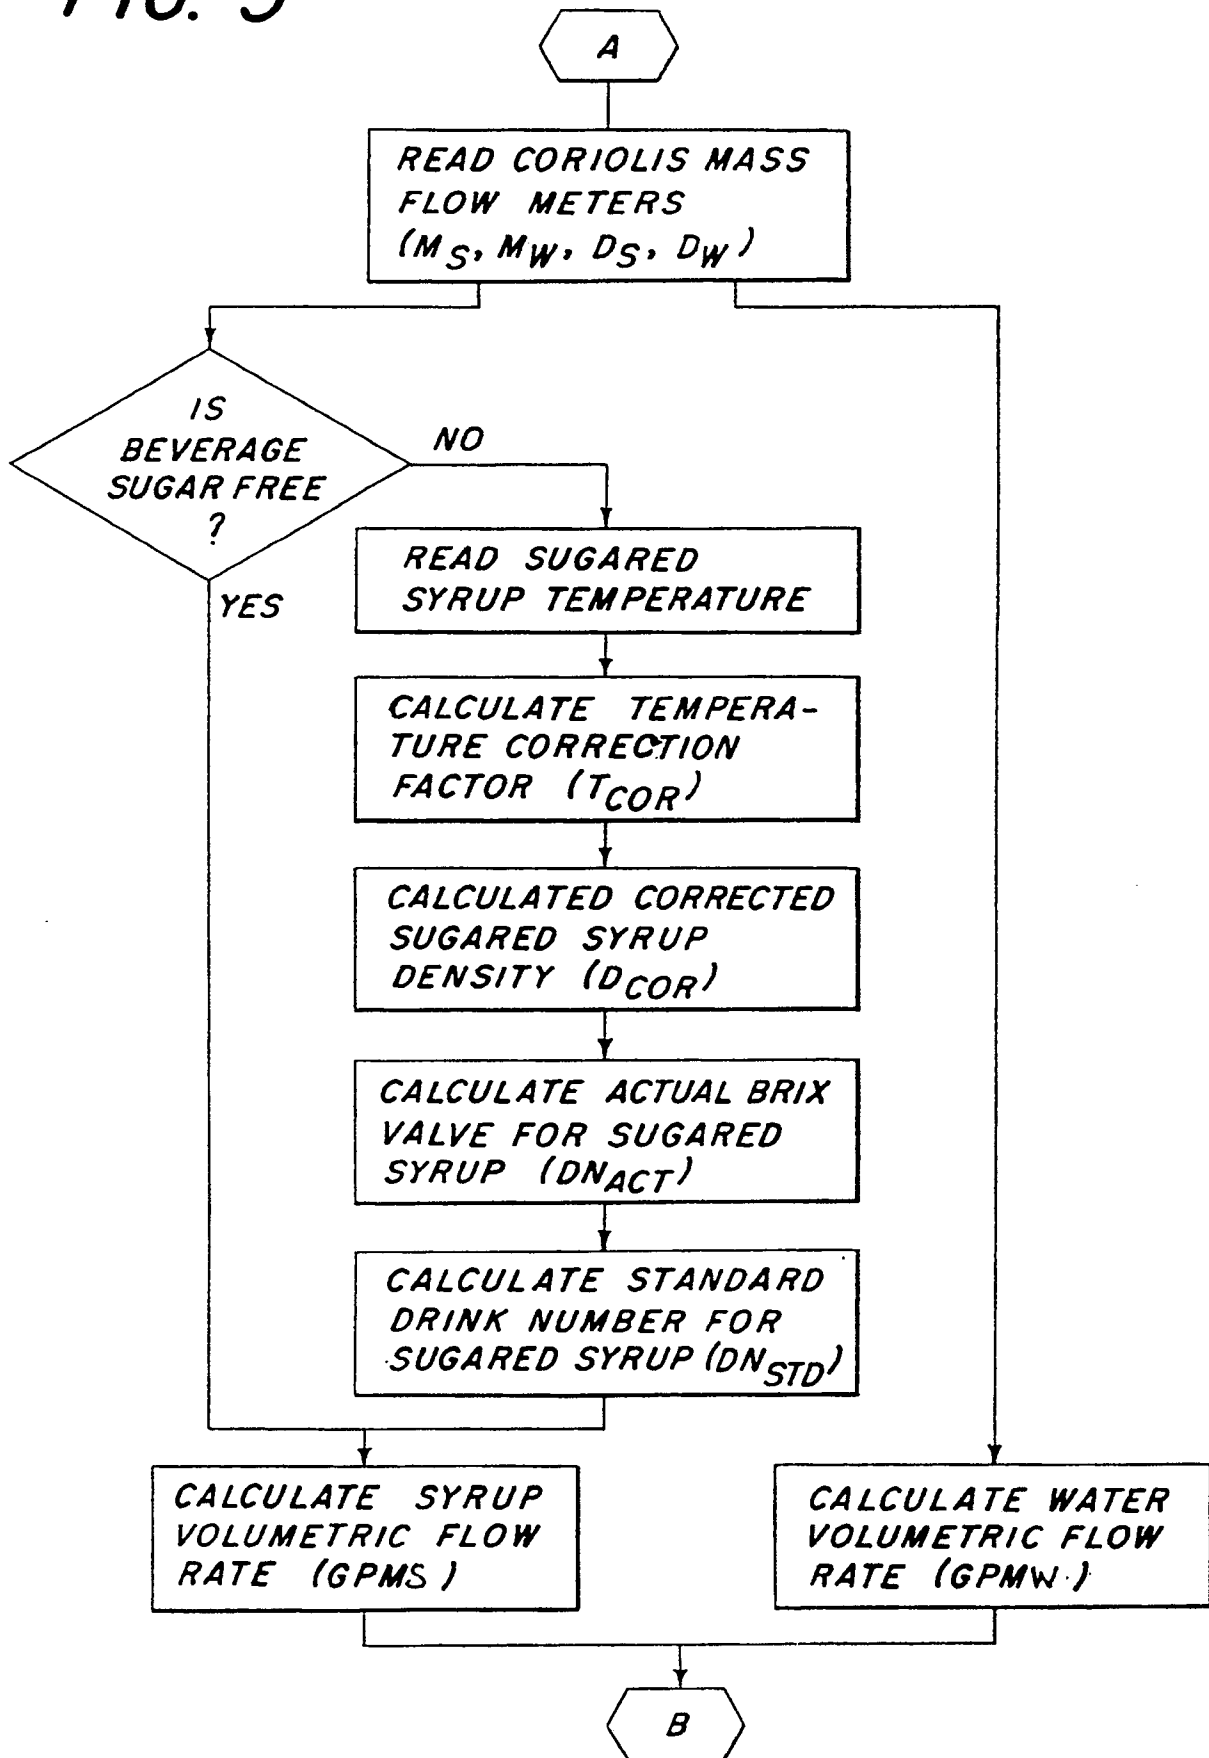 FIG. 5
A
READ CORIOLIS MASS
FLOW METERS
(MS, MW, DS, DW)
IS
BEVERAGE
SUGAR FREE
?
NO
YES
READ SUGARED
SYRUP TEMPERATURE
CALCULATE TEMPERA-
TURE CORRECTION
FACTOR (TCOR)
CALCULATED CORRECTED
SUGARED SYRUP
DENSITY (DCOR)
CALCULATE ACTUAL BRIX
VALVE FOR SUGARED
SYRUP (DNACT)
CALCULATE STANDARD
DRINK NUMBER FOR
SUGARED SYRUP (DNSTD)
CALCULATE SYRUP
VOLUMETRIC FLOW
RATE (GPMS)
CALCULATE WATER
VOLUMETRIC FLOW
RATE (GPMW)
B